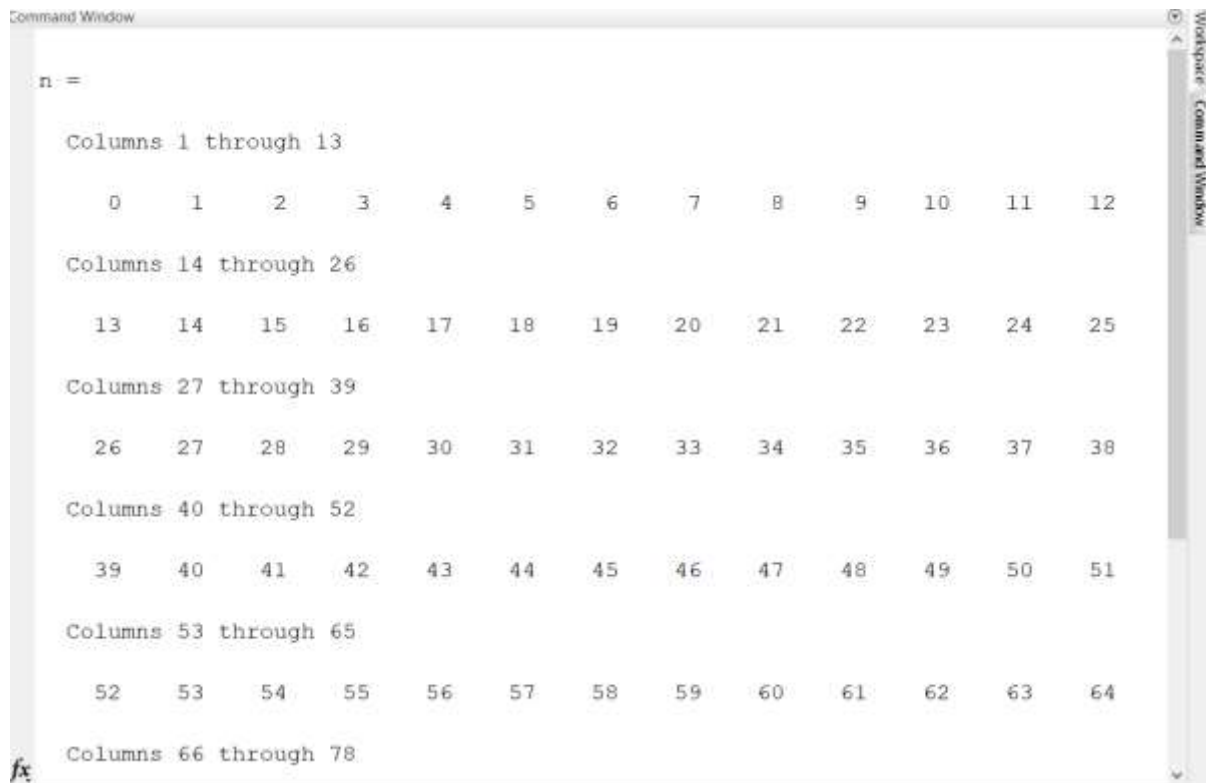 Command Window
n =
Columns 1 through 13
0 1 2 3 4 5 6 7 8 9 10 11 12
Columns 14 through 26
13 14 15 16 17 18 19 20 21 22 23 24 25
Columns 27 through 39
26 27 28 29 30 31 32 33 34 35 36 37 38
Columns 40 through 52
39 40 41 42 43 44 45 46 47 48 49 50 51
Columns 53 through 65
52 53 54 55 56 57 58 59 60 61 62 63 64
Columns 66 through 78
fx
Workspace
Command Window